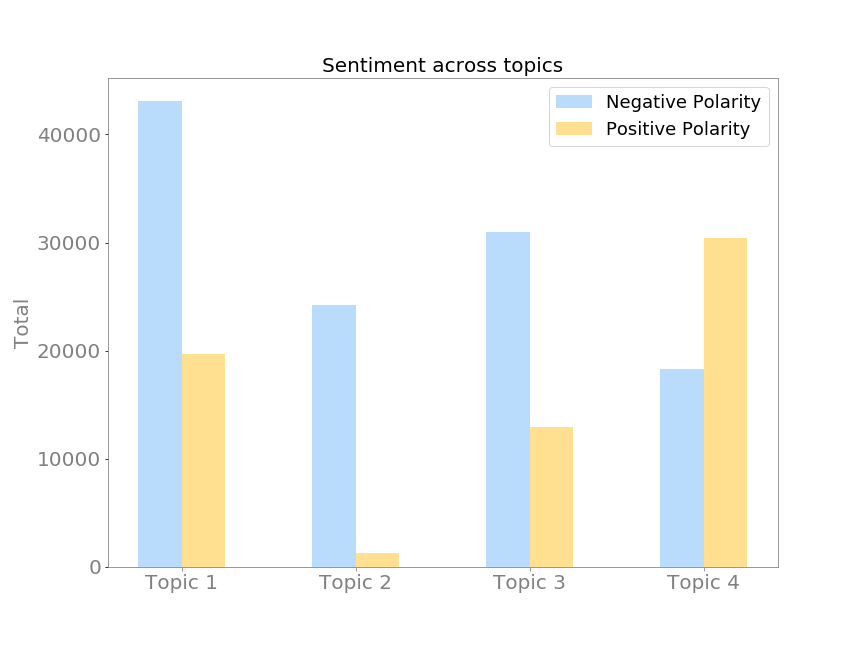 Sentiment across topics
Negative Polarity
Positive Polarity
Total
40000
30000
20000
10000
0
Topic 1
Topic 2
Topic 3
Topic 4